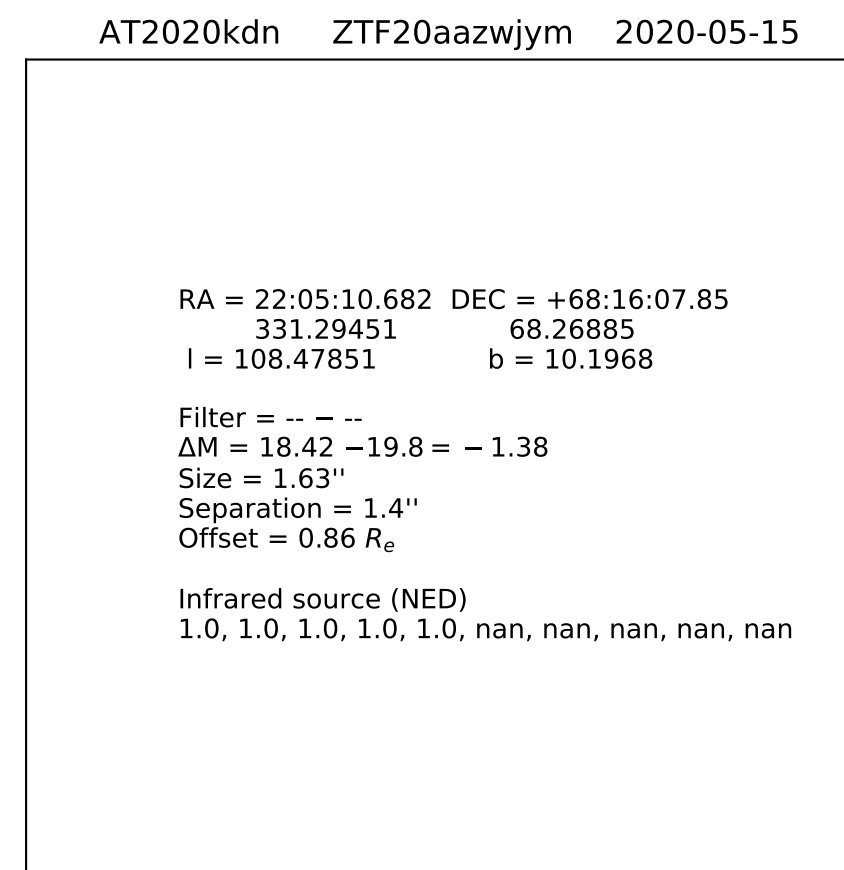 AT2020kdn ZTF20aazwjym 2020-05-15
RA = 22:05:10.682 DEC = +68:16:07.85
331.29451 68.26885
l = 108.47851 b = 10.1968
Filter = -- − --
ΔM = 18.42 −19.8 = − 1.38
Size = 1.63''
Separation = 1.4''
Offset = 0.86 Rₑ
Infrared source (NED)
1.0, 1.0, 1.0, 1.0, 1.0, nan, nan, nan, nan, nan